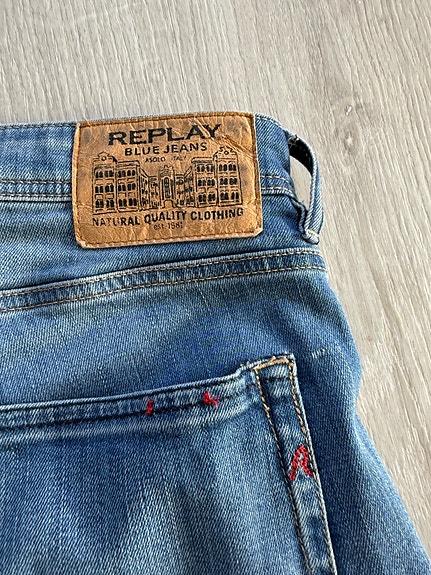 REPLAY
BLUE JEANS
ASOLO ITALY
NATURAL QUALITY CLOTHING
est. 1981
R